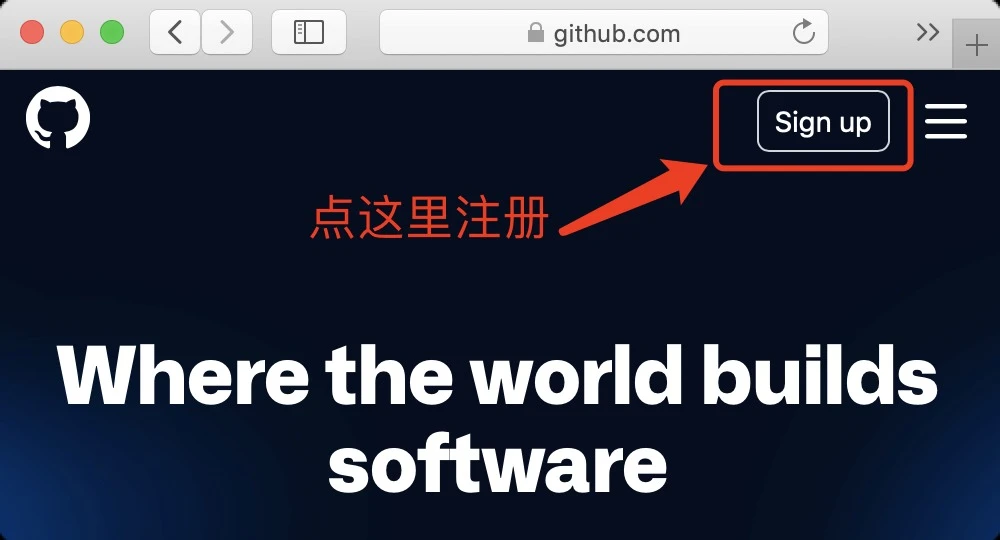 github.com
Sign up
点这里注册
Where the world builds
software